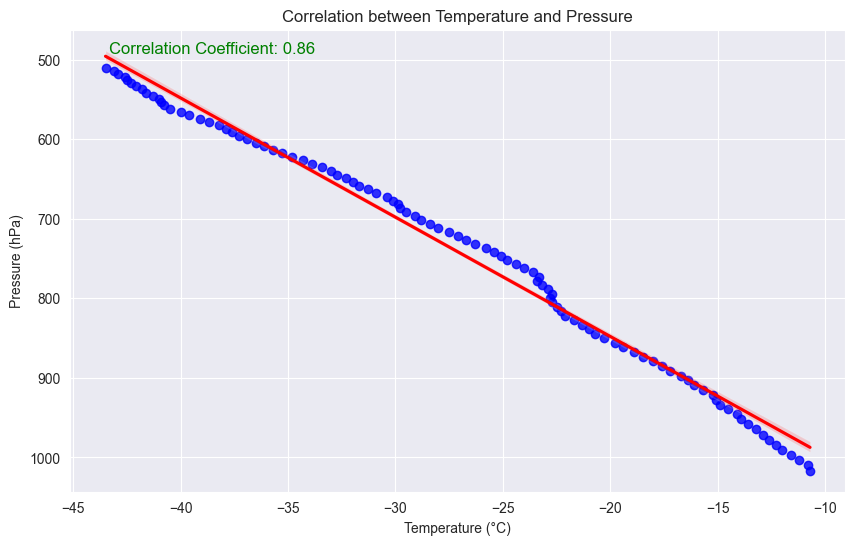 Correlation between Temperature and Pressure
Correlation Coefficient: 0.86
500
600
700
800
900
1000
Pressure (hPa)
−45 −40 −35 −30 −25 −20 −15 −10
Temperature (°C)